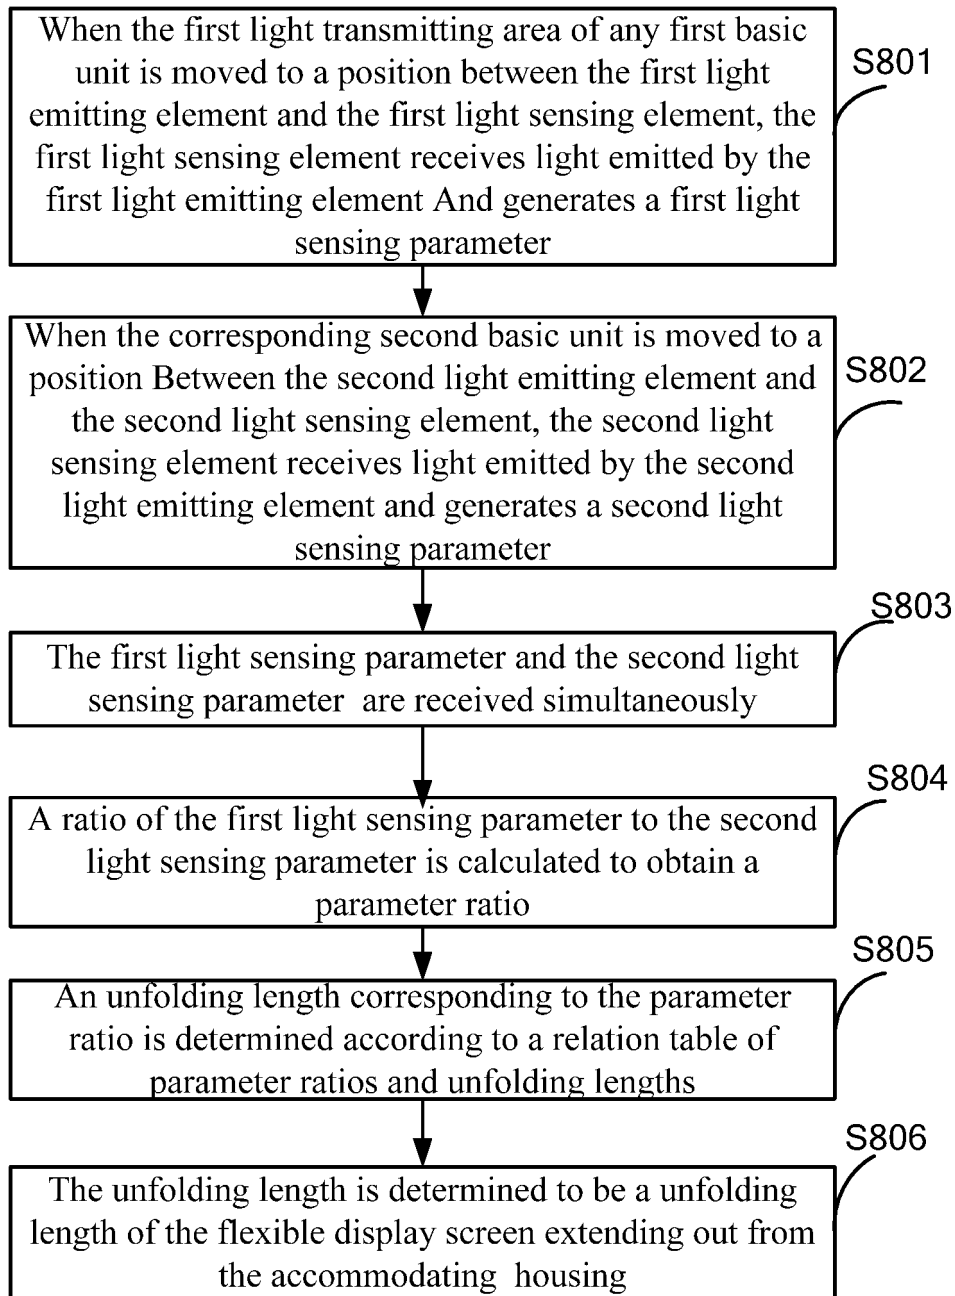 When the first light transmitting area of any first basic
unit is moved to a position between the first light
emitting element and the first light sensing element, the
first light sensing element receives light emitted by the
first light emitting element And generates a first light
sensing parameter
S801
When the corresponding second basic unit is moved to a
position Between the second light emitting element and
the second light sensing element, the second light
sensing element receives light emitted by the second
light emitting element and generates a second light
sensing parameter
S802
The first light sensing parameter and the second light
sensing parameter are received simultaneously
S803
A ratio of the first light sensing parameter to the second
light sensing parameter is calculated to obtain a
parameter ratio
S804
An unfolding length corresponding to the parameter
ratio is determined according to a relation table of
parameter ratios and unfolding lengths
S805
The unfolding length is determined to be a unfolding
length of the flexible display screen extending out from
the accommodating housing
S806